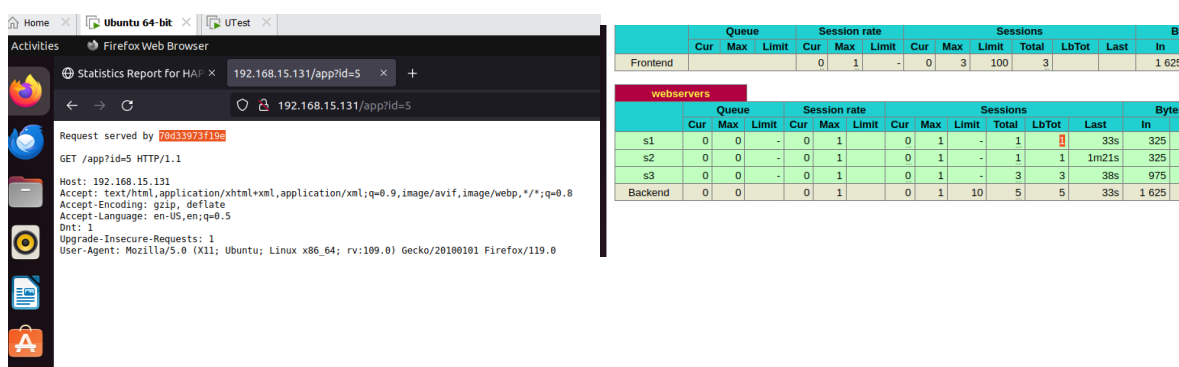 Home × Ubuntu 64-bit × UTest ×
Activities Firefox Web Browser
Statistics Report for HAP × 192.168.15.131/app?id=5 × +
192.168.15.131/app?id=5
Request served by 70d33973f19e
GET /app?id=5 HTTP/1.1
Host: 192.168.15.131
Accept: text/html,application/xhtml+xml,application/xml;q=0.9,image/avif,image/webp,*/*;q=0.8
Accept-Encoding: gzip, deflate
Accept-Language: en-US,en;q=0.5
Dnt: 1
Upgrade-Insecure-Requests: 1
User-Agent: Mozilla/5.0 (X11; Ubuntu; Linux x86_64; rv:109.0) Gecko/20100101 Firefox/119.0
Queue Session rate Sessions B
Cur Max Limit Cur Max Limit Cur Max Limit Total LbTot Last In
Frontend 0 1 - 0 3 100 3 1 625
webservers
Queue Session rate Sessions Byte
Cur Max Limit Cur Max Limit Cur Max Limit Total LbTot Last In
s1 0 0 - 0 1 0 1 - 1 1 33s 325
s2 0 0 - 0 1 0 1 - 1 1 1m21s 325
s3 0 0 - 0 1 0 1 - 3 3 38s 975
Backend 0 0 0 1 0 1 10 5 5 33s 1 625